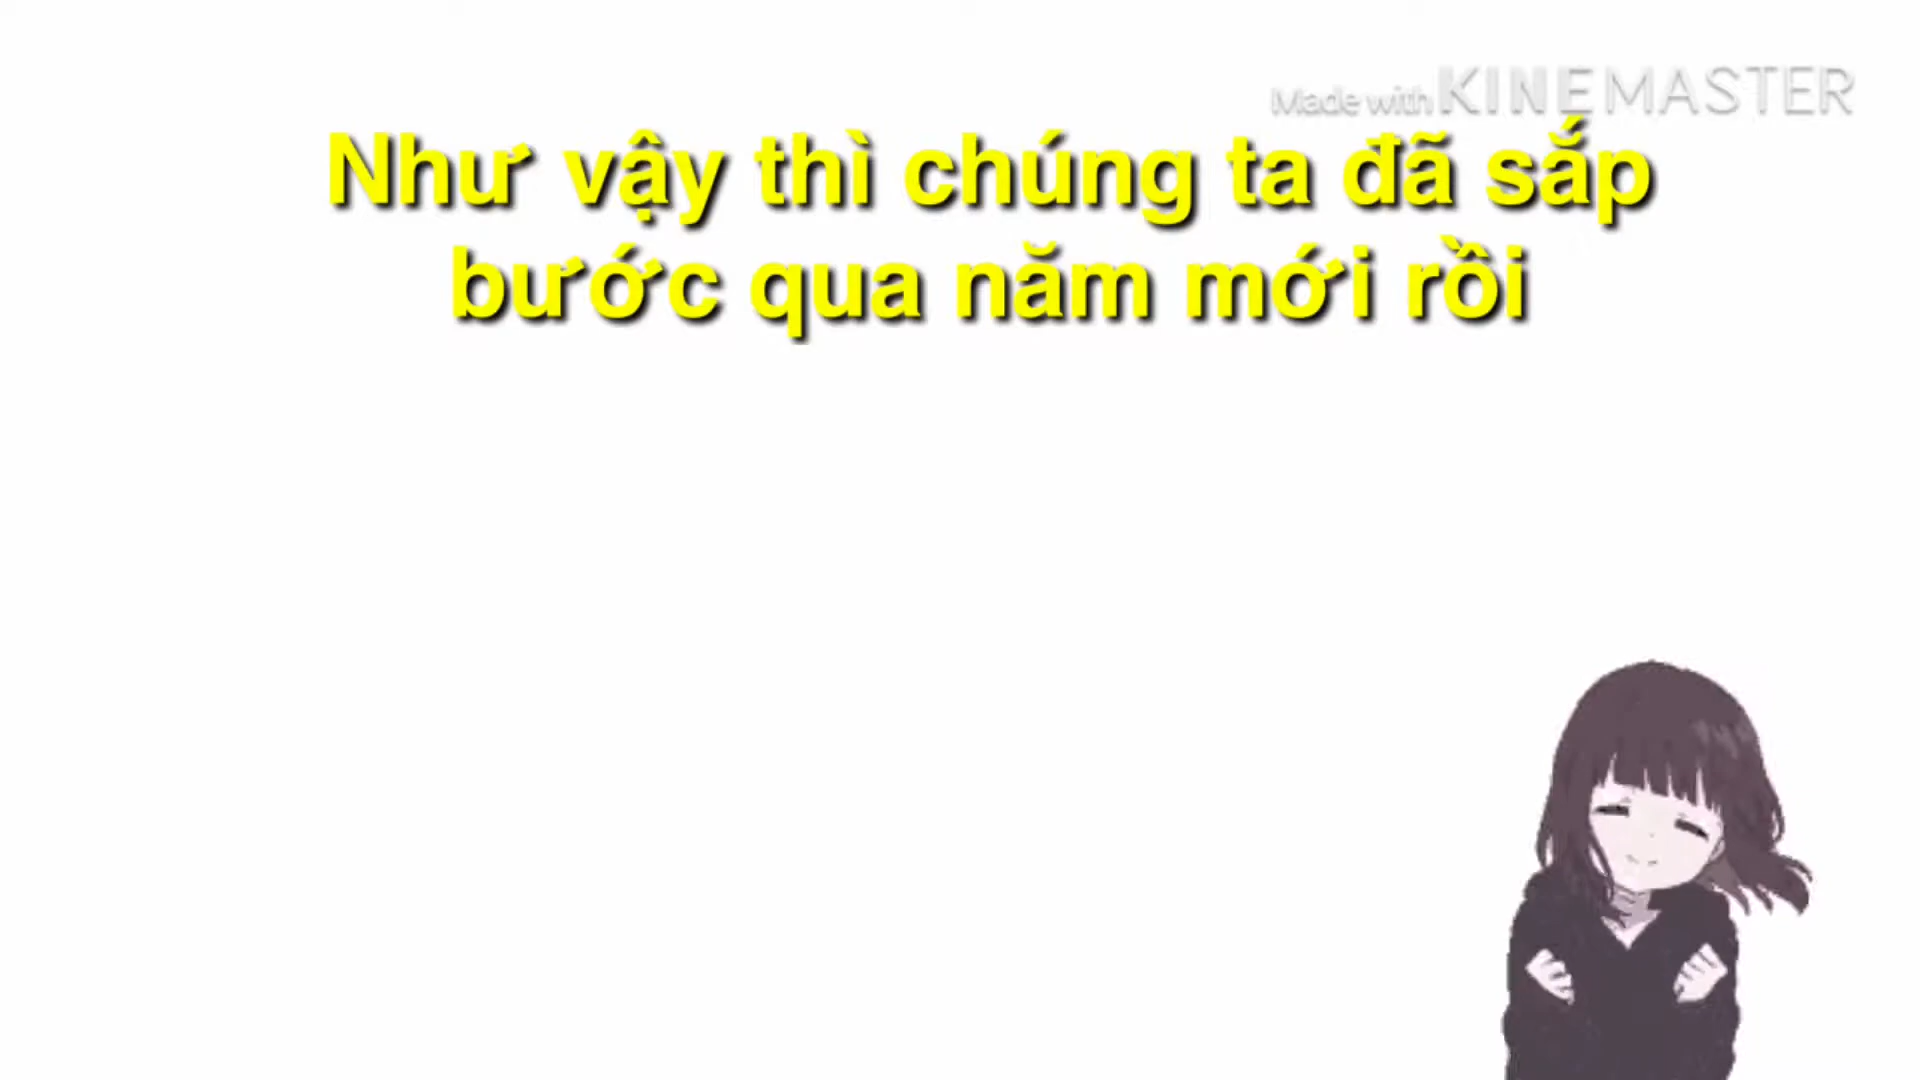 Made with KINEMASTER
Như vậy thì chúng ta đã sắp
bước qua năm mới rồi